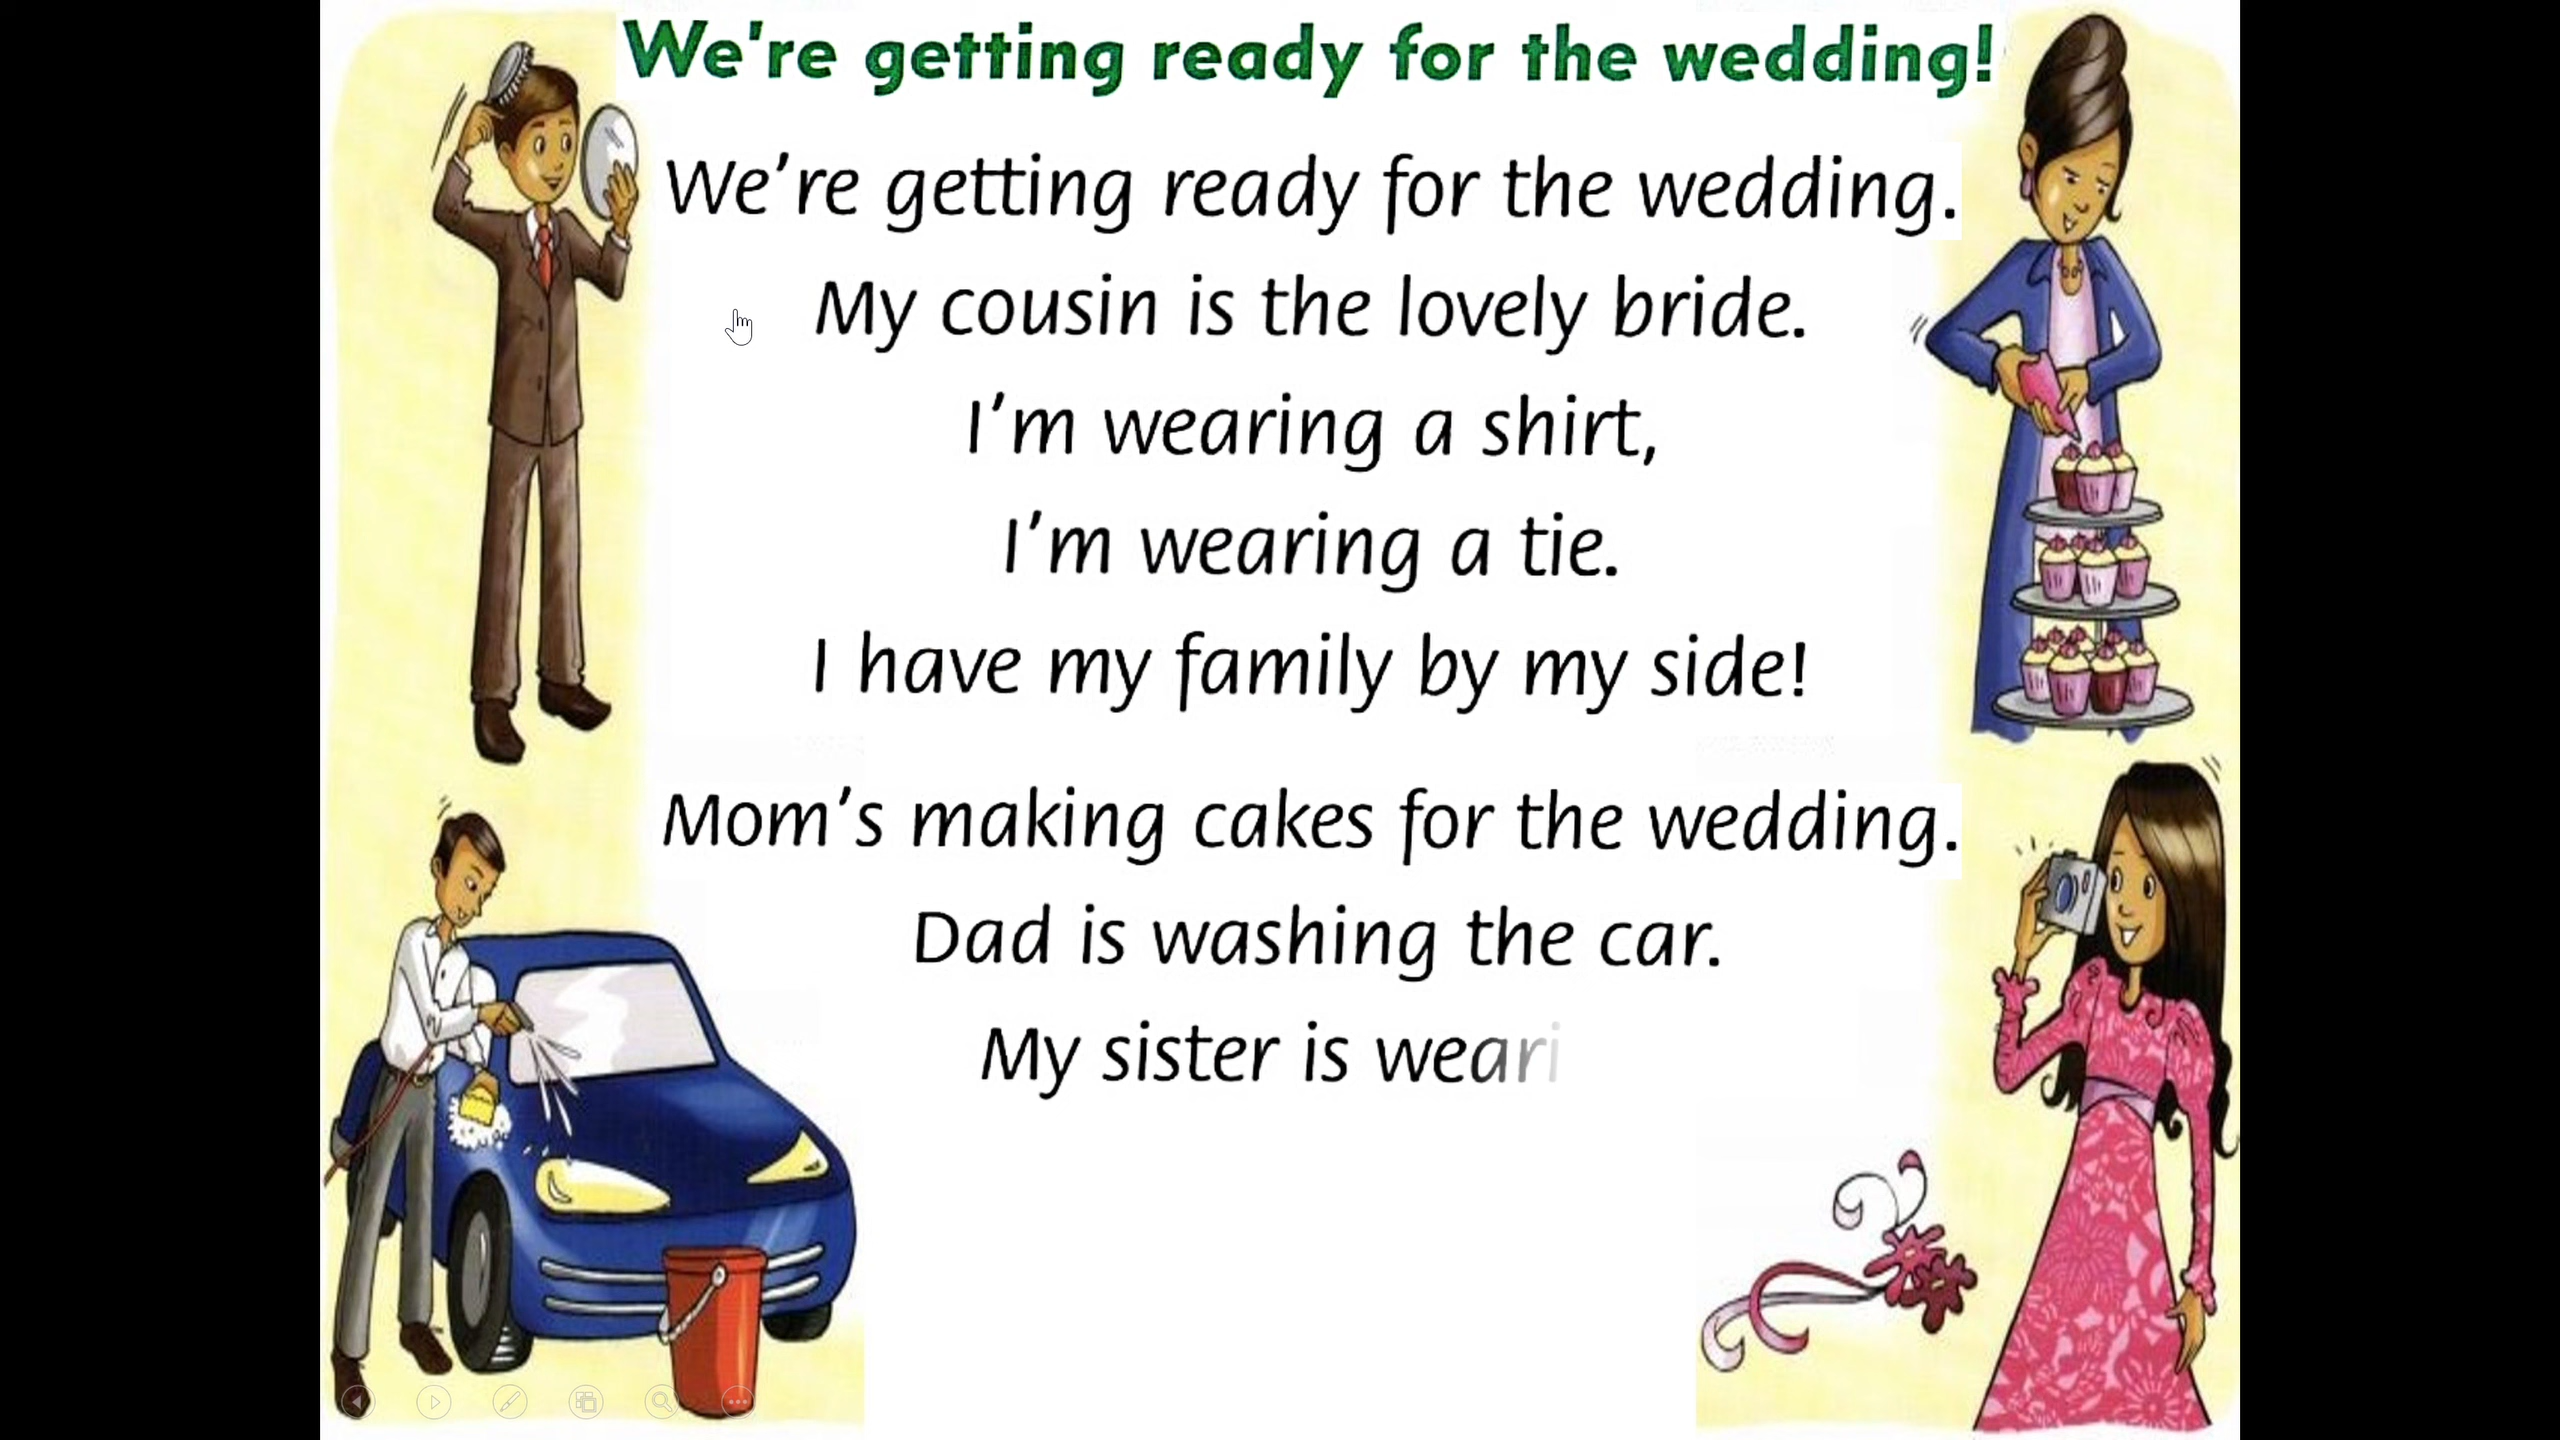 We're getting ready for the wedding!
We're getting ready for the wedding.
My cousin is the lovely bride.
I'm wearing a shirt,
I'm wearing a tie.
I have my family by my side!
Mom's making cakes for the wedding.
Dad is washing the car.
My sister is weari